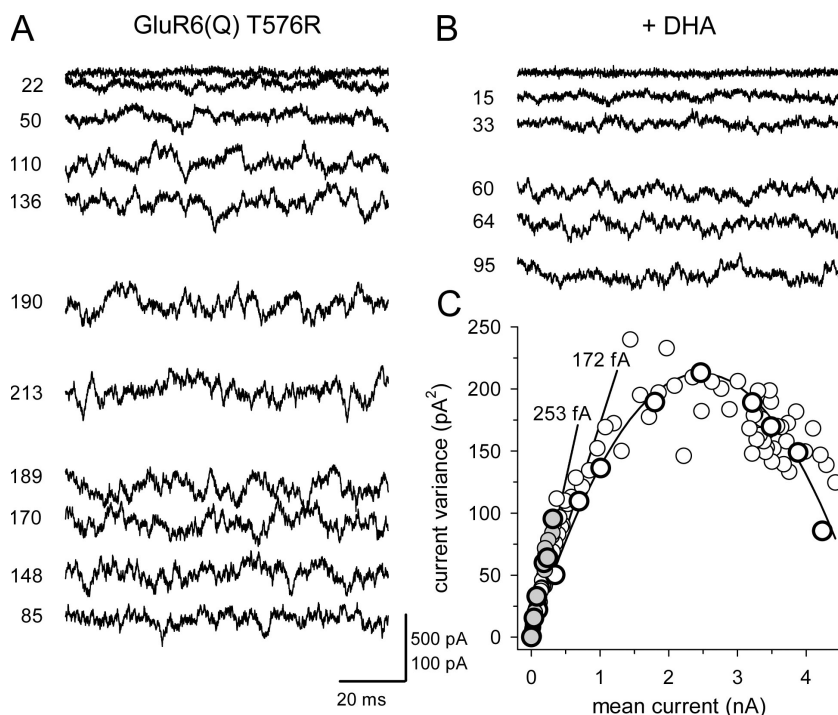 A
GluR6(Q) T576R
22
50
110
136
190
213
189
170
148
85
500 pA
100 pA
20 ms
B
+ DHA
15
33
60
64
95
C
250
200
150
100
50
0
current variance (pA²)
172 fA
253 fA
0 1 2 3 4
mean current (nA)